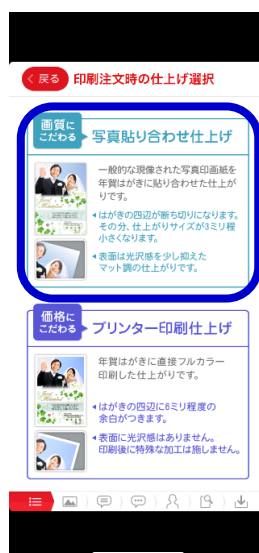 戻る 印刷注文時の仕上げ選択
画質に
こだわる
写真貼り合わせ仕上げ
一般的な現像された写真印画紙を
年賀はがきに貼り合わせた仕上が
りです。
はがきの四辺が断ち切りになります。
その分、仕上がりサイズが3ミリ程
小さくなります。
表面は光沢感を少し抑えた
マット調の仕上がりです。
価格に
こだわる
プリンター印刷仕上げ
年賀はがきに直接フルカラー
印刷した仕上がりです。
はがきの四辺に6ミリ程度の
余白がつきます。
表面に光沢感はありません。
印刷後に特殊な加工は施しません。